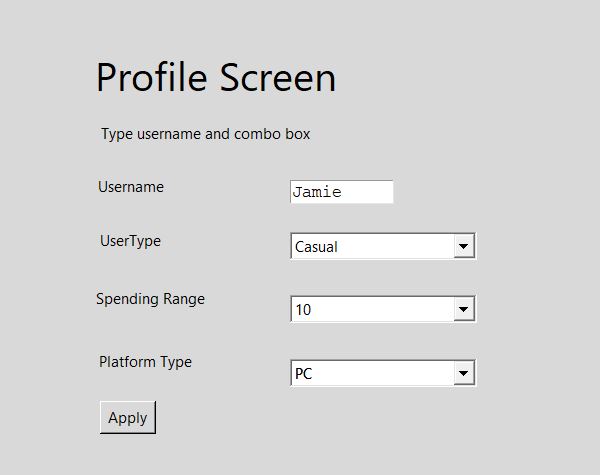 Profile Screen
Type username and combo box
Username
Jamie
UserType
Casual
Spending Range
10
Platform Type
PC
Apply